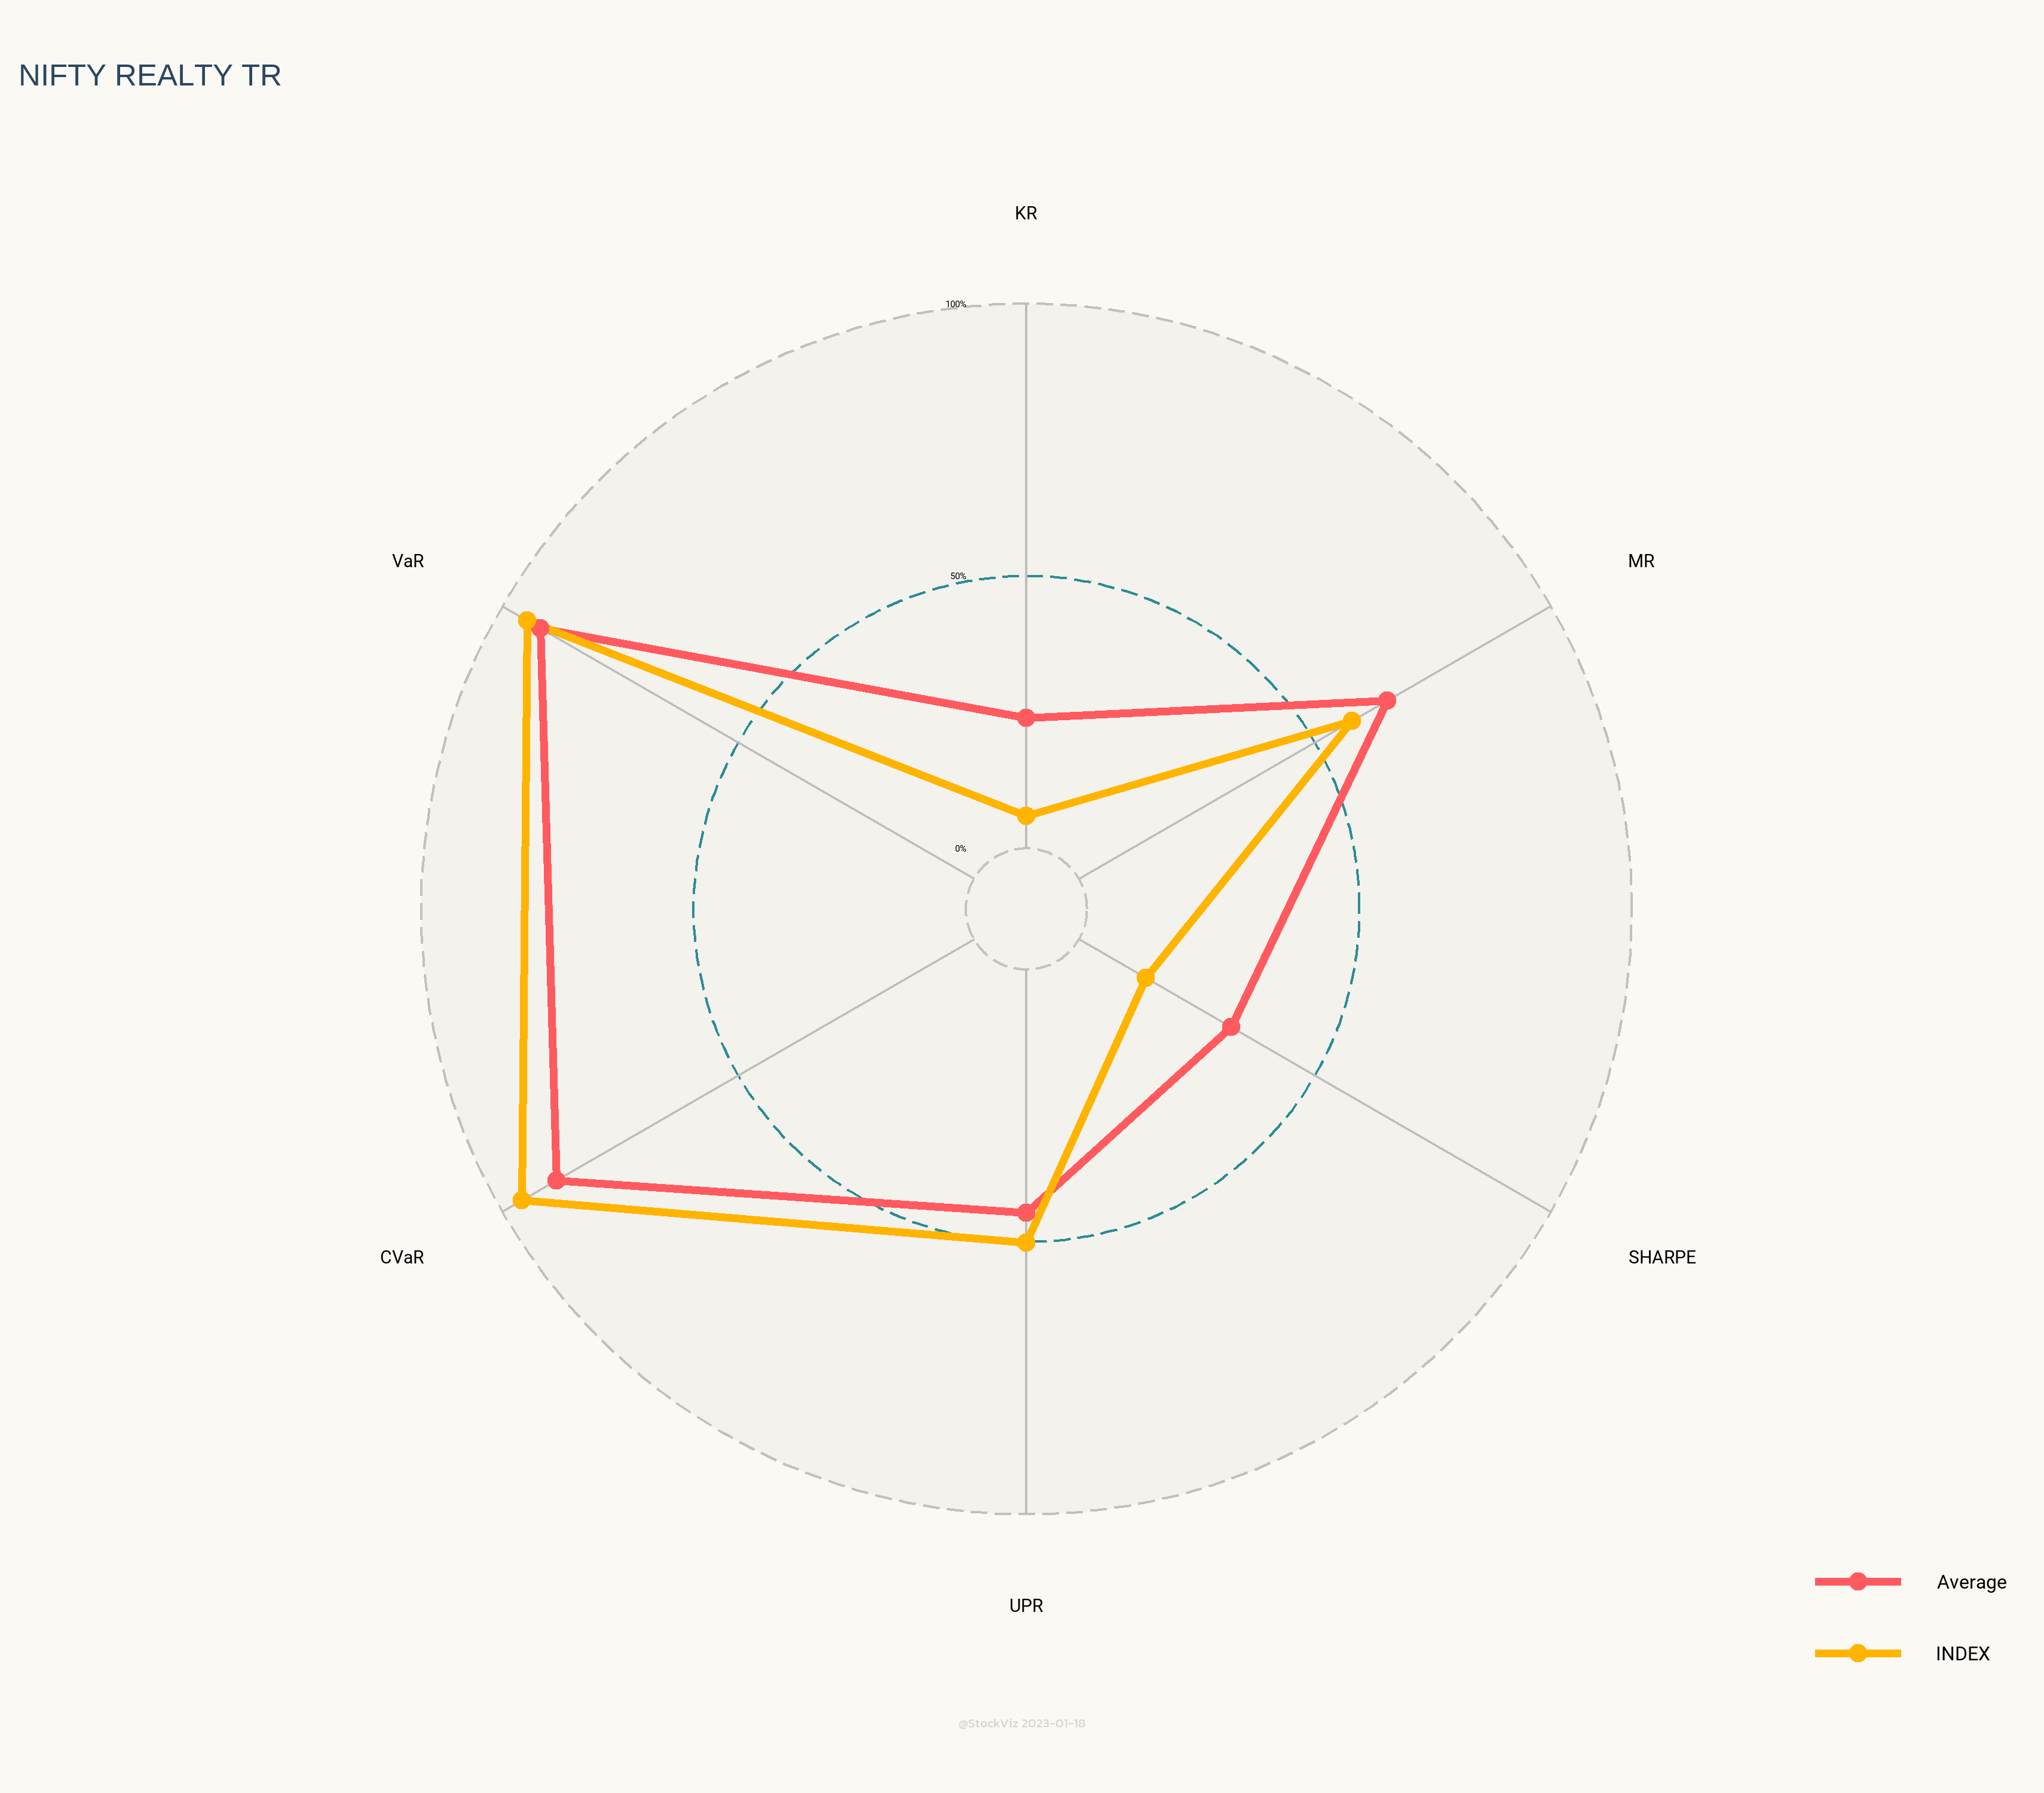 NIFTY REALTY TR
KR
100%
VaR
MR
50%
0%
CVaR
SHARPE
UPR
Average
INDEX
@StockViz 2023-01-18